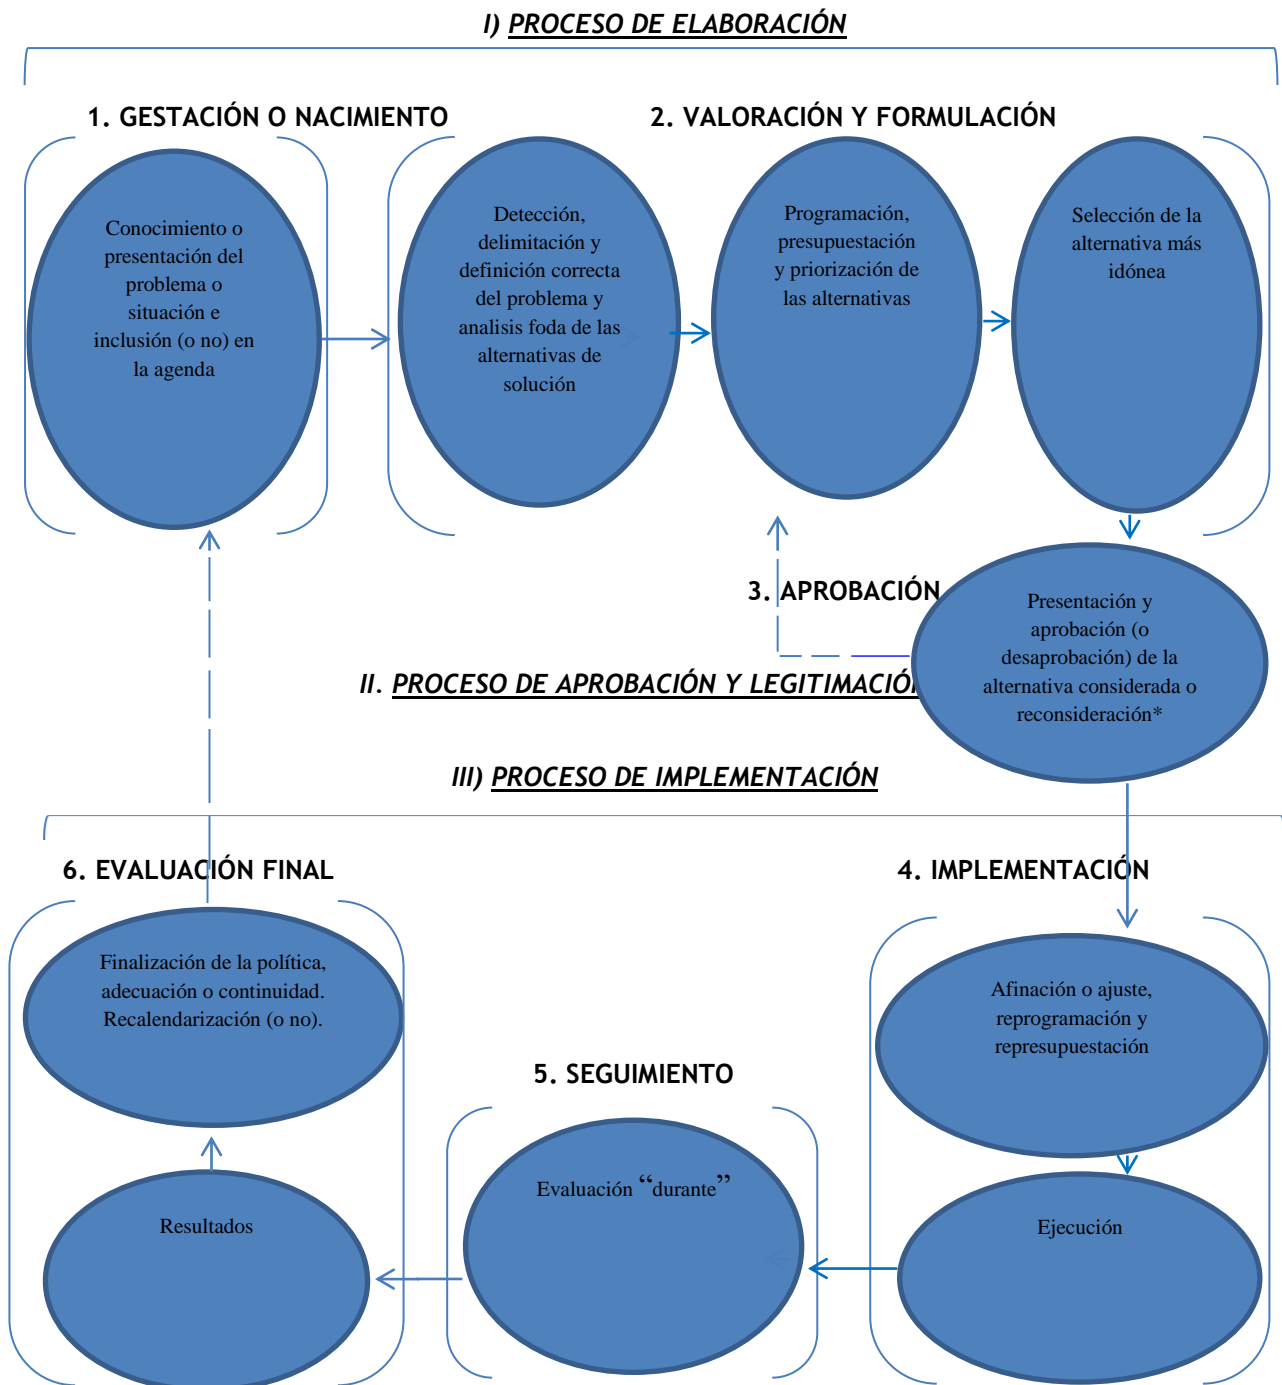 I) PROCESO DE ELABORACIÓN
1. GESTACIÓN O NACIMIENTO
2. VALORACIÓN Y FORMULACIÓN
Conocimiento o
presentación del
problema o
situación e
inclusión (o no) en
la agenda
Detección,
delimitación y
definición correcta
del problema y
analisis foda de las
alternativas de
solución
Programación,
presupuestación
y priorización de
las alternativas
Selección de la
alternativa más
idónea
3. APROBACIÓN
Presentación y
aprobación (o
desaprobación) de la
alternativa considerada o
reconsideración*
II. PROCESO DE APROBACIÓN Y LEGITIMACIÓN
III) PROCESO DE IMPLEMENTACIÓN
6. EVALUACIÓN FINAL
4. IMPLEMENTACIÓN
Finalización de la política,
adecuación o continuidad.
Recalendarización (o no).
Afinación o ajuste,
reprogramación y
represupuestación
5. SEGUIMIENTO
Evaluación “durante”
Resultados
Ejecución